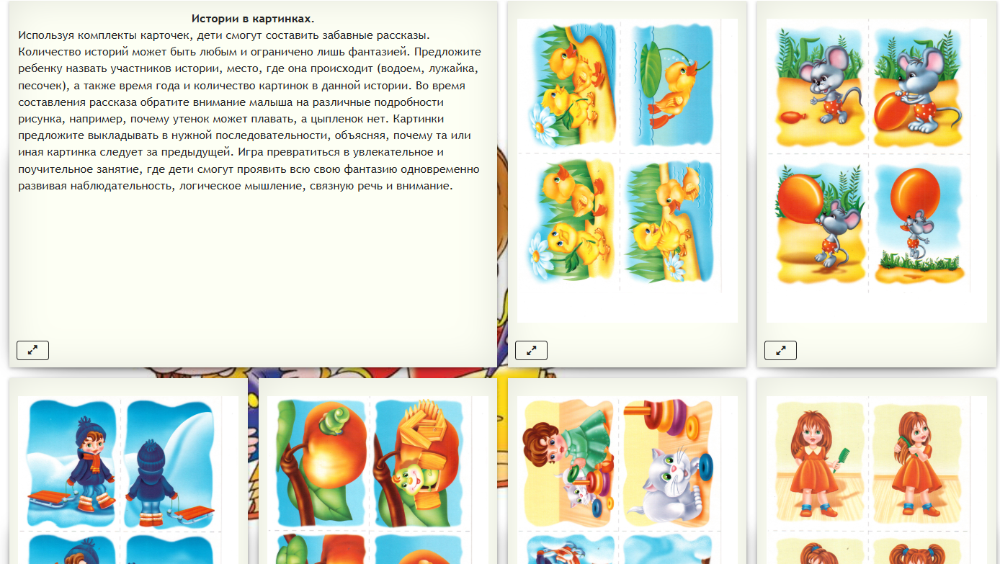 Истории в картинках.
Используя комплекты карточек, дети смогут составить забавные рассказы.
Количество историй может быть любым и ограничено лишь фантазией. Предложите
ребенку назвать участников истории, место, где она происходит (водоем, лужайка,
песочек), а также время года и количество картинок в данной истории. Во время
составления рассказа обратите внимание малыша на различные подробности
рисунка, например, почему утенок может плавать, а цыпленок нет. Картинки
предложите выкладывать в нужной последовательности, объясняя, почему та или
иная картинка следует за предыдущей. Игра превратиться в увлекательное и
поучительное занятие, где дети смогут проявить всю свою фантазию одновременно
развивая наблюдательность, логическое мышление, связную речь и внимание.